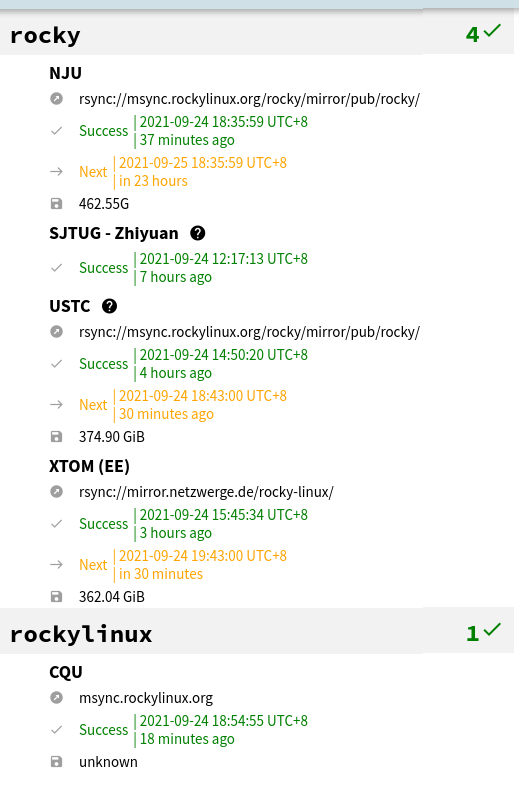 rocky 4
NJU
rsync://msync.rockylinux.org/rocky/mirror/pub/rocky/
Success | 2021-09-24 18:35:59 UTC+8
| 37 minutes ago
Next | 2021-09-25 18:35:59 UTC+8
| in 23 hours
462.55G
SJTUG - Zhiyuan ?
Success | 2021-09-24 12:17:13 UTC+8
| 7 hours ago
USTC ?
rsync://msync.rockylinux.org/rocky/mirror/pub/rocky/
Success | 2021-09-24 14:50:20 UTC+8
| 4 hours ago
Next | 2021-09-24 18:43:00 UTC+8
| 30 minutes ago
374.90 GiB
XTOM (EE)
rsync://mirror.netzwerge.de/rocky-linux/
Success | 2021-09-24 15:45:34 UTC+8
| 3 hours ago
Next | 2021-09-24 19:43:00 UTC+8
| in 30 minutes
362.04 GiB
rockylinux 1
CQU
msync.rockylinux.org
Success | 2021-09-24 18:54:55 UTC+8
| 18 minutes ago
unknown